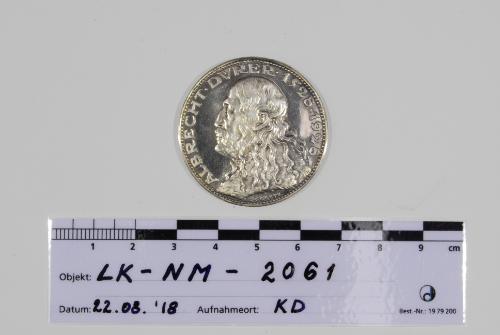 ALBRECHT·DVRER·1528·1928
1 2 3 4 5 6 7 8 9 cm
Objekt: LK-NM-2061
Datum: 22.08.'18 Aufnahmeort: KD Best.-Nr.: 19 79 200